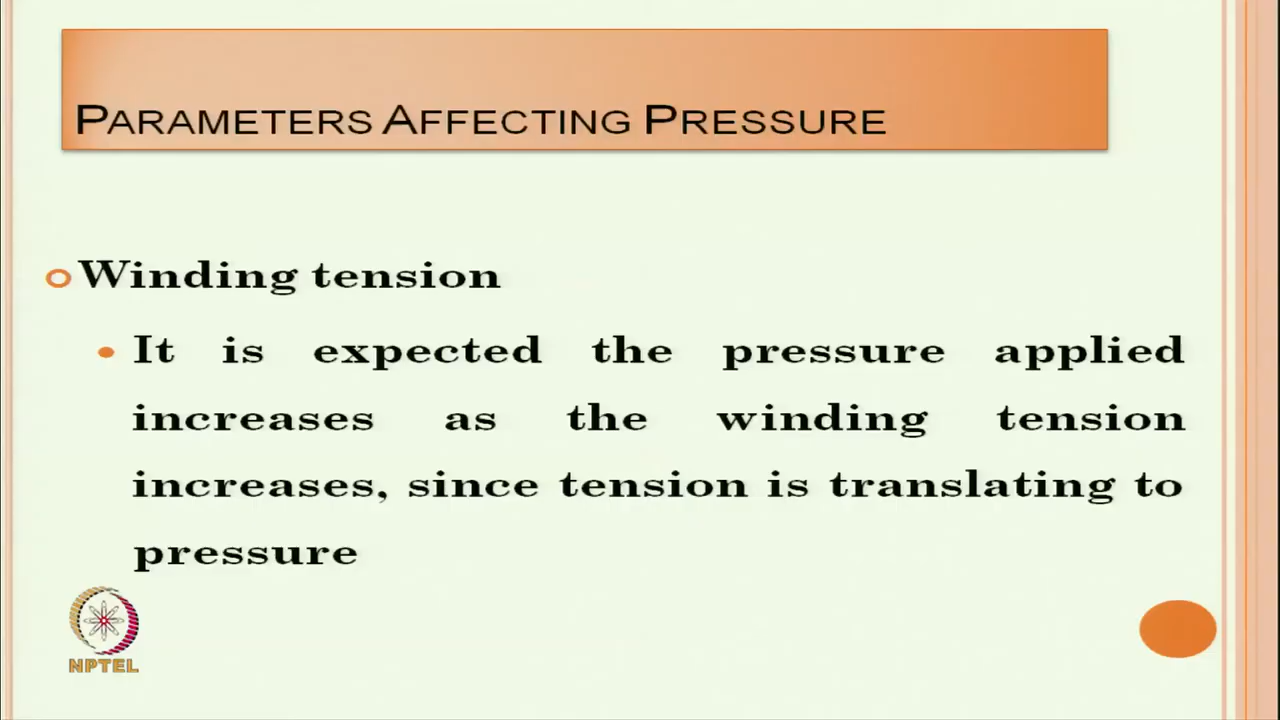 PARAMETERS AFFECTING PRESSURE
Winding tension
It is expected the pressure applied
increases as the winding tension
increases, since tension is translating to
pressure
NPTEL